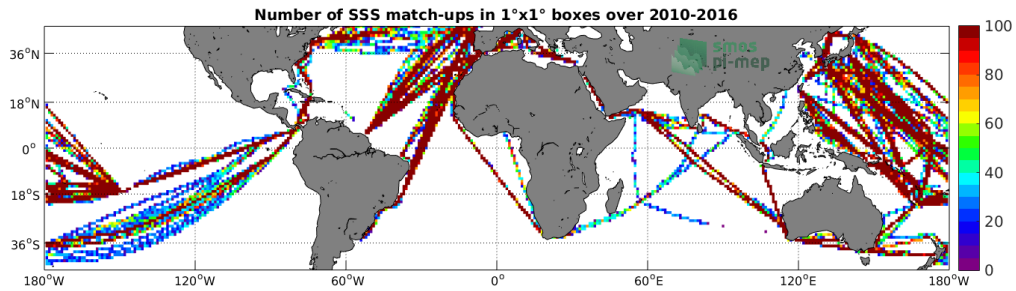 Number of SSS match-ups in 1°x1° boxes over 2010-2016
smos
pi-mep
36°N
18°N
0°
18°S
36°S
180°W
120°W
60°W
0°
60°E
120°E
180°W
100
80
60
40
20
0